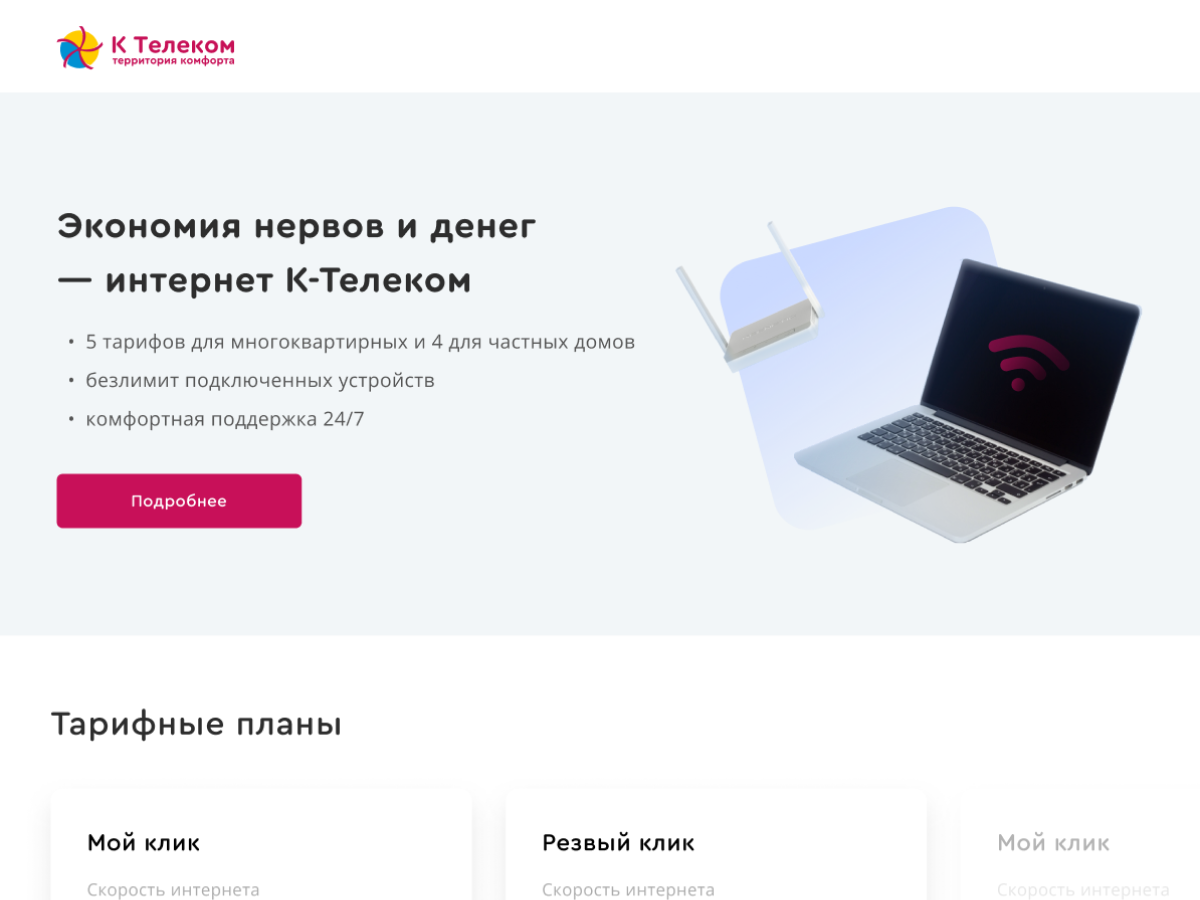 К Телеком
территория комфорта
Экономия нервов и денег
— интернет К-Телеком
• 5 тарифов для многоквартирных и 4 для частных домов
• безлимит подключенных устройств
• комфортная поддержка 24/7
Подробнее
Тарифные планы
Мой клик
Резвый клик
Мой клик
Скорость интернета
Скорость интернета
Скорость интернета